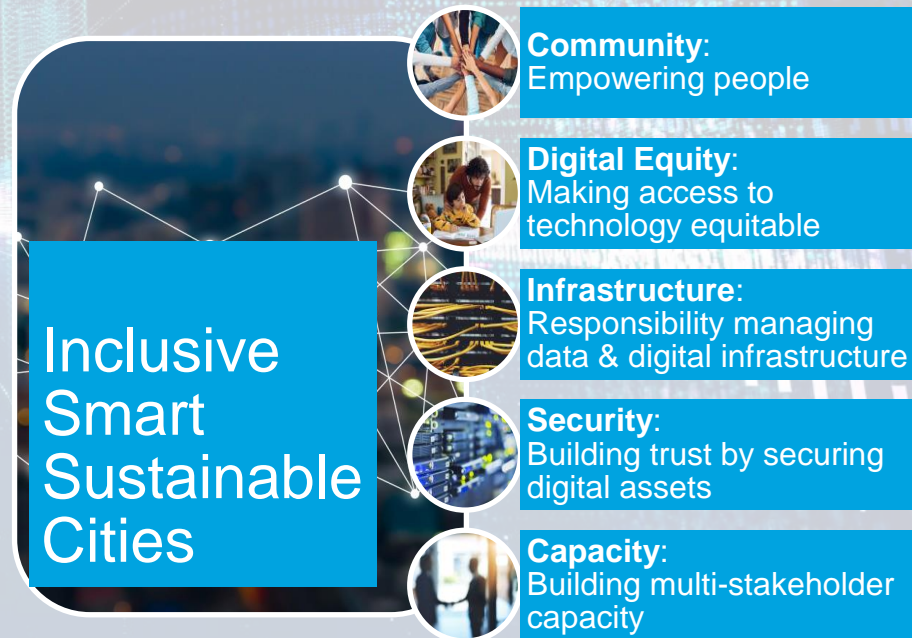 Community:
Empowering people
Digital Equity:
Making access to
technology equitable
Inclusive
Smart
Sustainable
Cities
Infrastructure:
Responsibility managing
data & digital infrastructure
Security:
Building trust by securing
digital assets
Capacity:
Building multi-stakeholder
capacity